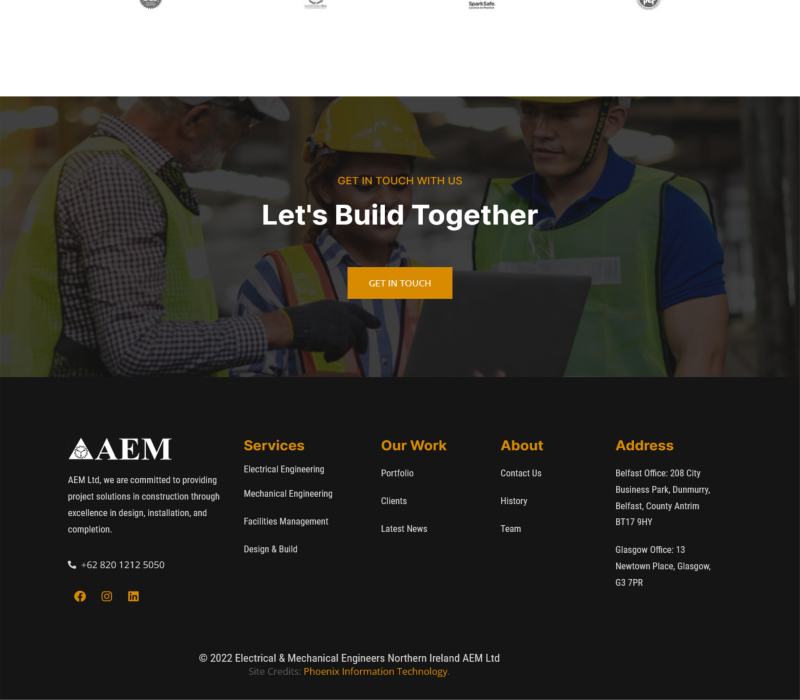 SparkSafe.
GET IN TOUCH WITH US
Let's Build Together
GET IN TOUCH
AEM
AEM Ltd, we are committed to providing
project solutions in construction through
excellence in design, installation, and
completion.
+62 820 1212 5050
Services
Electrical Engineering
Mechanical Engineering
Facilities Management
Design & Build
Our Work
Portfolio
Clients
Latest News
About
Contact Us
History
Team
Address
Belfast Office: 208 City
Business Park, Dunmurry,
Belfast, County Antrim
BT17 9HY
Glasgow Office: 13
Newtown Place, Glasgow,
G3 7PR
© 2022 Electrical & Mechanical Engineers Northern Ireland AEM Ltd
Site Credits: Phoenix Information Technology.